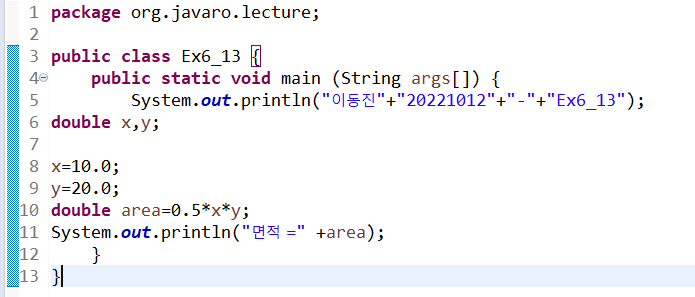 1 package org.javaro.lecture;
2
3 public class Ex6_13 {
4     public static void main (String args[]) {
5         System.out.println("이동진"+"20221012"+"-"+"Ex6_13");
6 double x,y;
7
8 x=10.0;
9 y=20.0;
10 double area=0.5*x*y;
11 System.out.println("면적 =" +area);
12     }
13 }